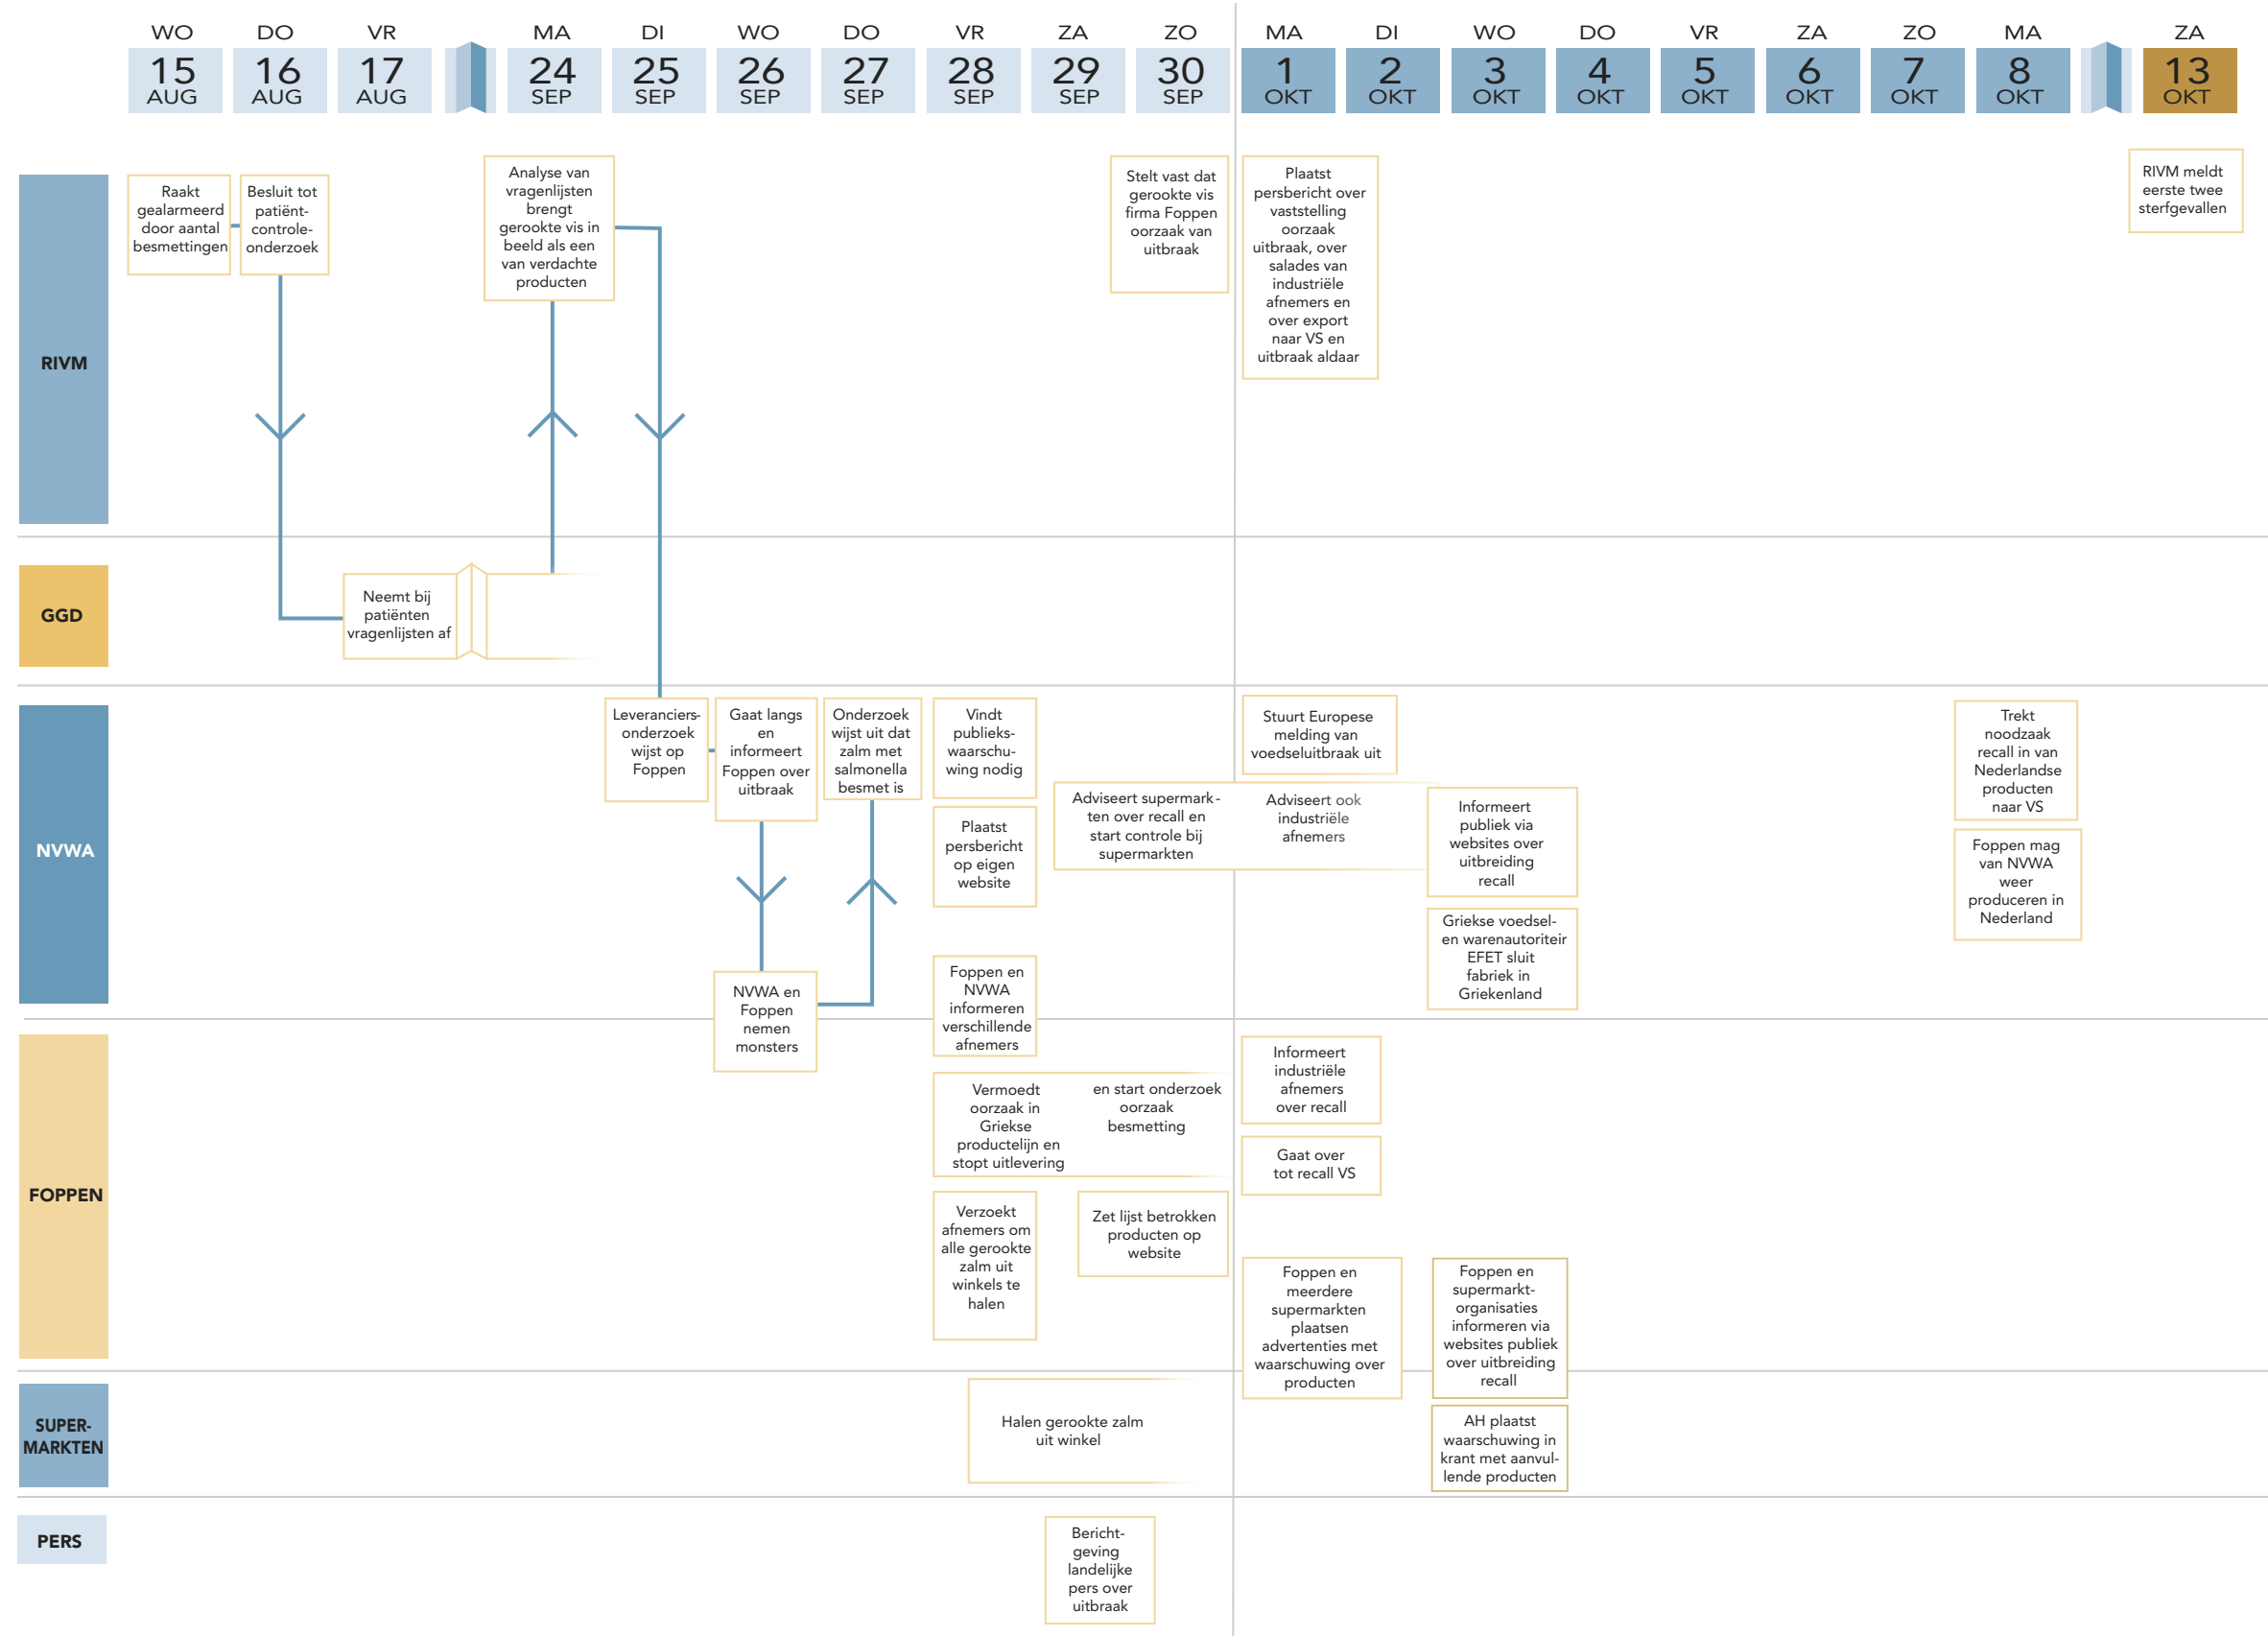 WO
DO
VR
MA
DI
WO
DO
VR
ZA
ZO
MA
DI
WO
DO
VR
ZA
ZO
MA
ZA
15
AUG
16
AUG
17
AUG
24
SEP
25
SEP
26
SEP
27
SEP
28
SEP
29
SEP
30
SEP
1
OKT
2
OKT
3
OKT
4
OKT
5
OKT
6
OKT
7
OKT
8
OKT
13
OKT
RIVM
Raakt
gealarmeerd
door aantal
besmettingen
Besluit tot
patiënt-
controle-
onderzoek
Analyse van
vragenlijsten
brengt
gerookte vis in
beeld als een
van verdachte
producten
Stelt vast dat
gerookte vis
firma Foppen
oorzaak van
uitbraak
Plaatst
persbericht over
vaststelling
oorzaak
uitbraak, over
salades van
industriële
afnemers en
over export
naar VS en
uitbraak aldaar
RIVM meldt
eerste twee
sterfgevallen
GGD
Neemt bij
patiënten
vragenlijsten af
NVWA
Leveranciers-
onderzoek
wijst op
Foppen
Gaat langs
en
informeert
Foppen over
uitbraak
Onderzoek
wijst uit dat
zalm met
salmonella
besmet is
Vindt
publieks-
waarschu-
wing nodig
Plaatst
persbericht
op eigen
website
Stuurt Europese
melding van
voedseluitbraak uit
Adviseert supermark-
ten over recall en
start controle bij
supermarkten
Adviseert ook
industriële
afnemers
Informeert
publiek via
websites over
uitbreiding
recall
Griekse voedsel-
en warenautoriteir
EFET sluit
fabriek in
Griekenland
Trekt
noodzaak
recall in van
Nederlandse
producten
naar VS
Foppen mag
van NVWA
weer
produceren in
Nederland
NVWA en
Foppen
nemen
monsters
Foppen en
NVWA
informeren
verschillende
afnemers
FOPPEN
Vermoedt
oorzaak in
Griekse
productelijn en
stopt uitlevering
en start onderzoek
oorzaak
besmetting
Verzoekt
afnemers om
alle gerookte
zalm uit
winkels te
halen
Zet lijst betrokken
producten op
website
Informeert
industriële
afnemers
over recall
Gaat over
tot recall VS
Foppen en
meerdere
supermarkten
plaatsen
advertenties met
waarschuwing over
producten
Foppen en
supermarkt-
organisaties
informeren via
websites publiek
over uitbreiding
recall
SUPER-
MARKTEN
Halen gerookte zalm
uit winkel
AH plaatst
waarschuwing in
krant met aanvul-
lende producten
PERS
Bericht-
geving
landelijke
pers over
uitbraak